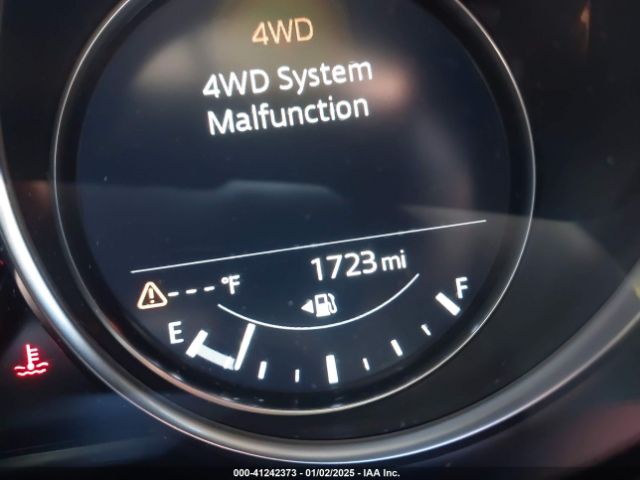 4WD
4WD System
Malfunction
1723 mi
--- °F
E
F
000-41242373 - 01/02/2025 - IAA Inc.